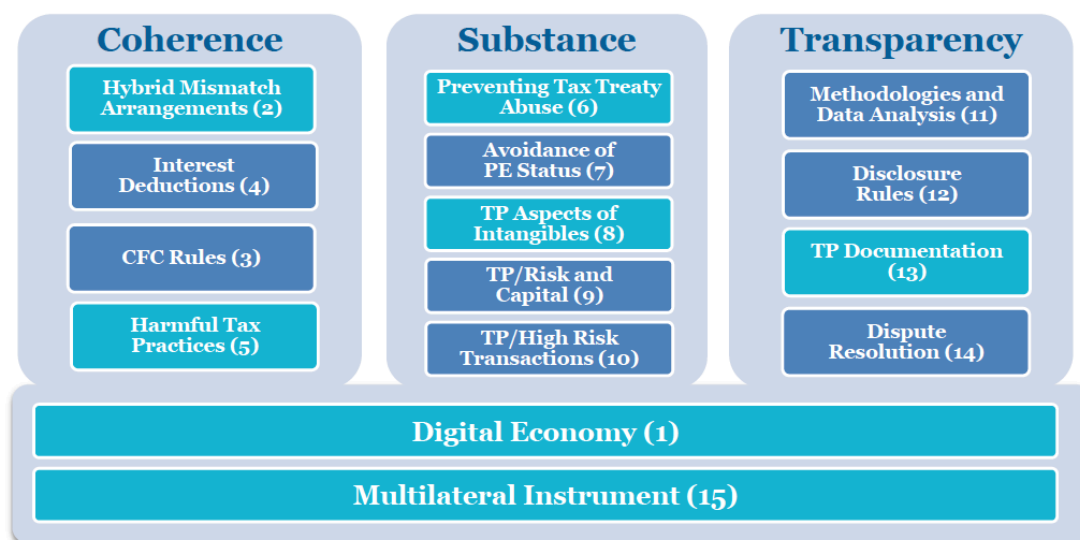 Coherence
Hybrid Mismatch
Arrangements (2)
Interest
Deductions (4)
CFC Rules (3)
Harmful Tax
Practices (5)
Substance
Preventing Tax Treaty
Abuse (6)
Avoidance of
PE Status (7)
TP Aspects of
Intangibles (8)
TP/Risk and
Capital (9)
TP/High Risk
Transactions (10)
Transparency
Methodologies and
Data Analysis (11)
Disclosure
Rules (12)
TP Documentation
(13)
Dispute
Resolution (14)
Digital Economy (1)
Multilateral Instrument (15)